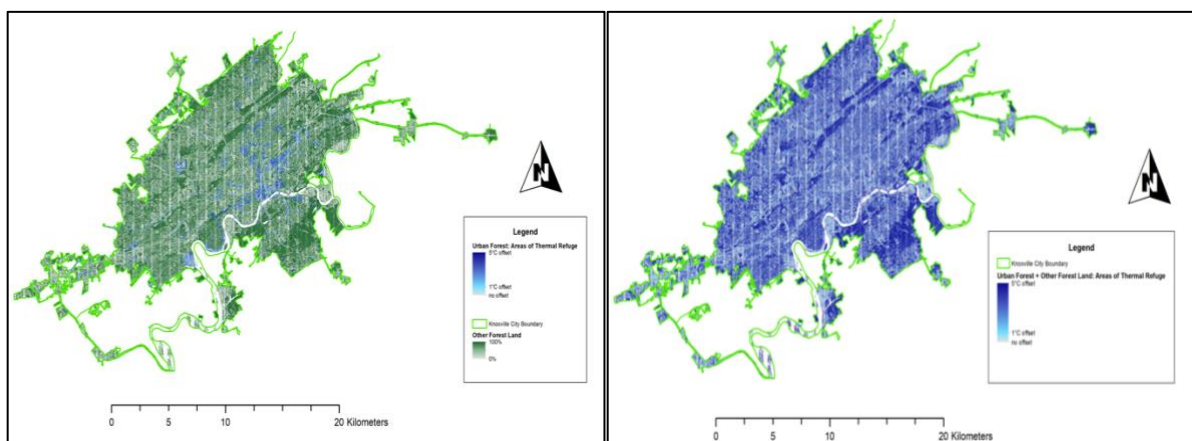 N
Legend
Urban Forest: Areas of Thermal Refuge
5°C offset
1°C offset
no offset
Knoxville City Boundary
Other Forest Land
100%
0%
0 5 10 20 Kilometers
N
Legend
Knoxville City Boundary
Urban Forest + Other Forest Land: Areas of Thermal Refuge
5°C offset
1°C offset
no offset
0 5 10 20 Kilometers